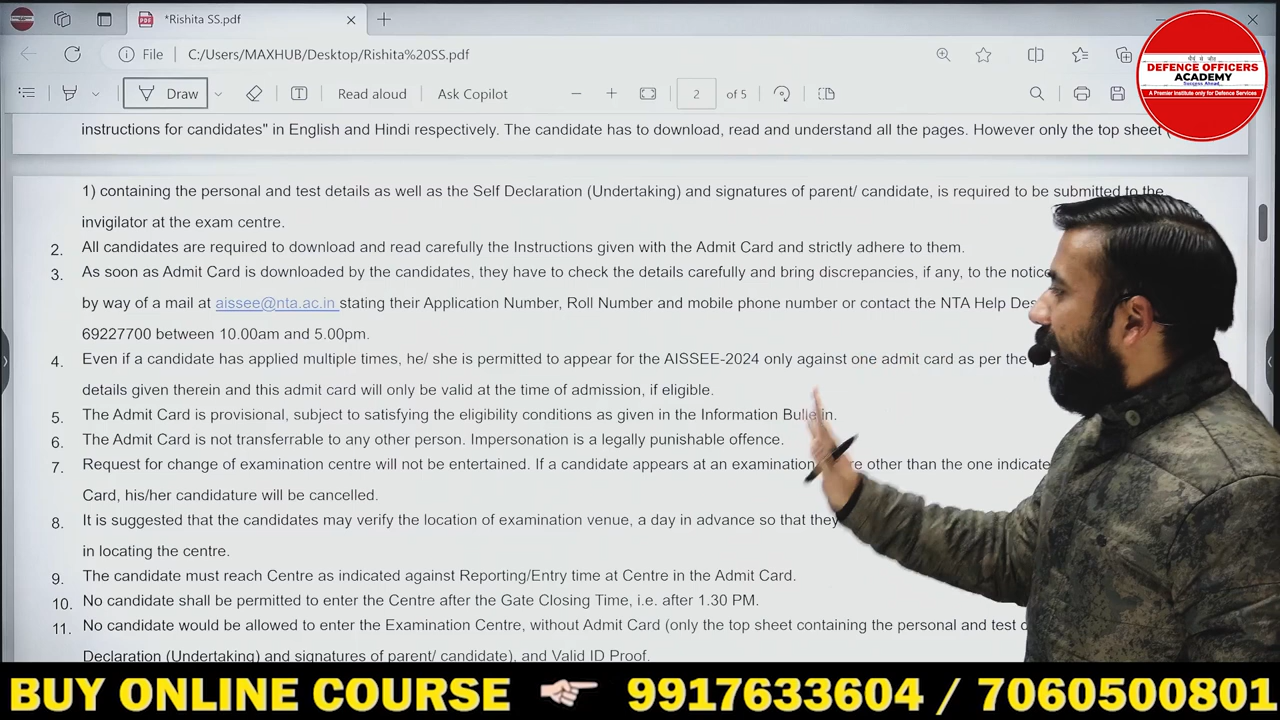 *Rishita SS.pdf
File C:/Users/MAXHUB/Desktop/Rishita%20SS.pdf
Draw
Read aloud
Ask Copi
2 of 5
पोर्च से जीत
DEFENCE OFFICERS
ACADEMY
Success Ahead..
A Premier Institute only for Defence Services
instructions for candidates" in English and Hindi respectively. The candidate has to download, read and understand all the pages. However only the top sheet (
1) containing the personal and test details as well as the Self Declaration (Undertaking) and signatures of parent/ candidate, is required to be submitted to the
invigilator at the exam centre.
2. All candidates are required to download and read carefully the Instructions given with the Admit Card and strictly adhere to them.
3. As soon as Admit Card is downloaded by the candidates, they have to check the details carefully and bring discrepancies, if any, to the notice
by way of a mail at aissee@nta.ac.in stating their Application Number, Roll Number and mobile phone number or contact the NTA Help Des
69227700 between 10.00am and 5.00pm.
4. Even if a candidate has applied multiple times, he/ she is permitted to appear for the AISSEE-2024 only against one admit card as per the
details given therein and this admit card will only be valid at the time of admission, if eligible.
5. The Admit Card is provisional, subject to satisfying the eligibility conditions as given in the Information Bulletin.
6. The Admit Card is not transferrable to any other person. Impersonation is a legally punishable offence.
7. Request for change of examination centre will not be entertained. If a candidate appears at an examination other than the one indicate
Card, his/her candidature will be cancelled.
8. It is suggested that the candidates may verify the location of examination venue, a day in advance so that they
in locating the centre.
9. The candidate must reach Centre as indicated against Reporting/Entry time at Centre in the Admit Card.
10. No candidate shall be permitted to enter the Centre after the Gate Closing Time, i.e. after 1.30 PM.
11. No candidate would be allowed to enter the Examination Centre, without Admit Card (only the top sheet containing the personal and test
Declaration (Undertaking) and signatures of parent/ candidate), and Valid ID Proof.
BUY ONLINE COURSE 9917633604 / 7060500801